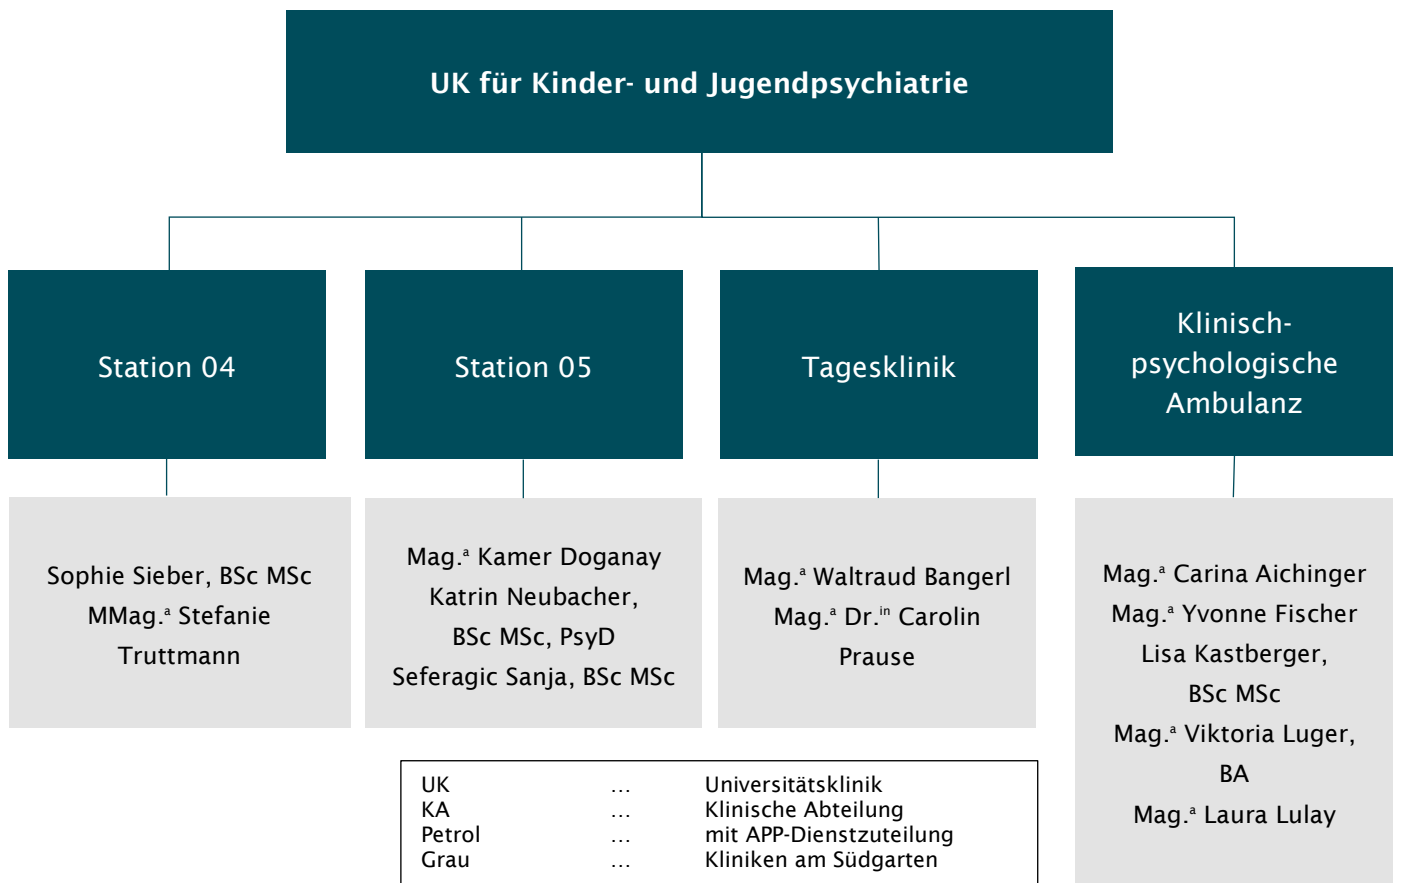 UK für Kinder- und Jugendpsychiatrie
Station 04
Station 05
Tagesklinik
Klinisch-
psychologische
Ambulanz
Sophie Sieber, BSc MSc
MMag.ᵃ Stefanie
Truttmann
Mag.ᵃ Kamer Doganay
Katrin Neubacher,
BSc MSc, PsyD
Seferagic Sanja, BSc MSc
Mag.ᵃ Waltraud Bangerl
Mag.ᵃ Dr.ⁱⁿ Carolin
Prause
Mag.ᵃ Carina Aichinger
Mag.ᵃ Yvonne Fischer
Lisa Kastberger,
BSc MSc
Mag.ᵃ Viktoria Luger,
BA
Mag.ᵃ Laura Lulay
UK … Universitätsklinik
KA … Klinische Abteilung
Petrol … mit APP-Dienstzuteilung
Grau … Kliniken am Südgarten